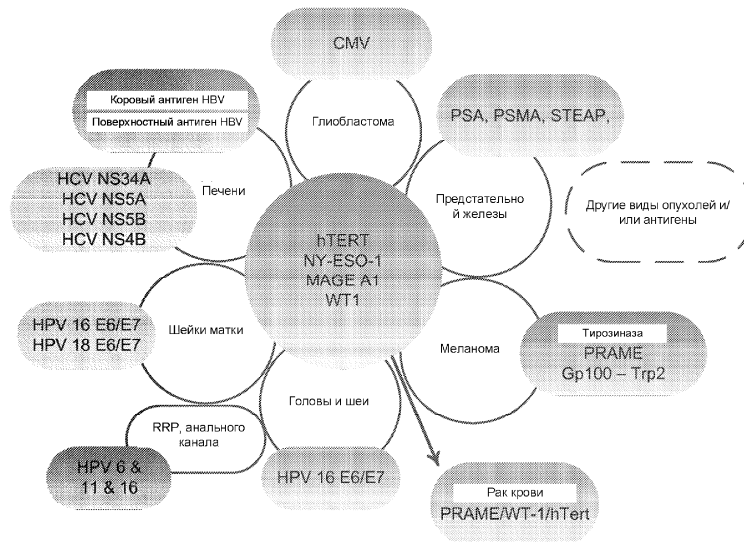 CMV
Глиобластома
Коровый антиген HBV
Поверхностный антиген HBV
PSA, PSMA, STEAP,
HCV NS34A
HCV NS5A
HCV NS5B
HCV NS4B
Печени
Предстательно
й железы
Другие виды опухолей и/
или антигены
hTERT
NY-ESO-1
MAGE A1
WT1
HPV 16 E6/E7
HPV 18 E6/E7
Шейки матки
Меланома
Тирозиназа
PRAME
Gp100 – Trp2
Головы и шеи
RRP, анального
канала
HPV 6 &
11 & 16
HPV 16 E6/E7
Рак крови
PRAME/WT-1/hTert